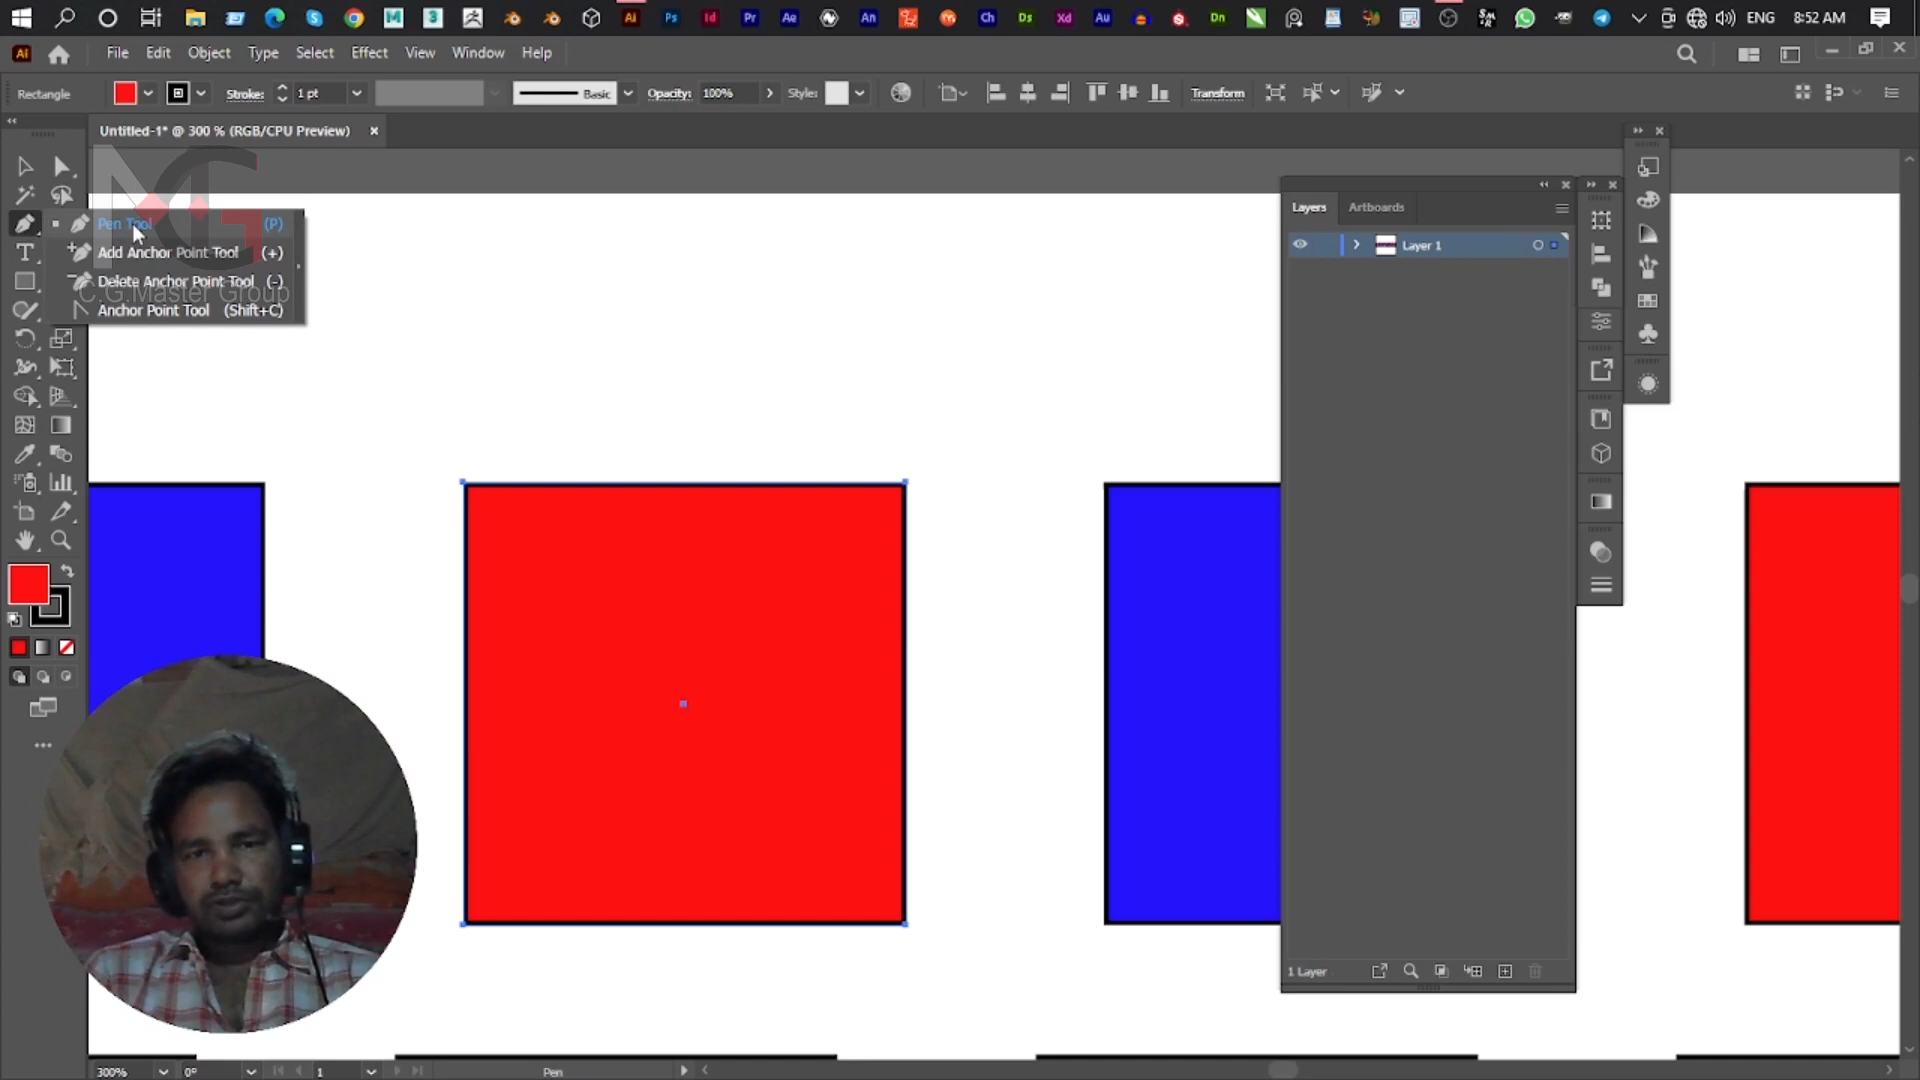 ENG 8:52 AM
Ai File Edit Object Type Select Effect View Window Help
Rectangle Stroke: 1 pt Basic Opacity: 100% Style: Transform
Untitled-1* @ 300 % (RGB/CPU Preview)
MG
Pen Tool (P)
Add Anchor Point Tool (+)
Delete Anchor Point Tool (-)
C.G.Master Group
Anchor Point Tool (Shift+C)
Layers Artboards
Layer 1
1 Layer
300% 0° 1 Pen